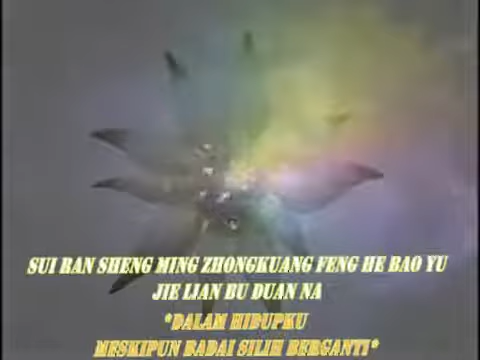 SUI RAN SHENG MING ZHONGKUANG FENG HE BAO YU
JIE LIAN BU DUAN NA
*DALAM HIDUPKU
MESKIPUN BADAI SILIH BERGANTI*